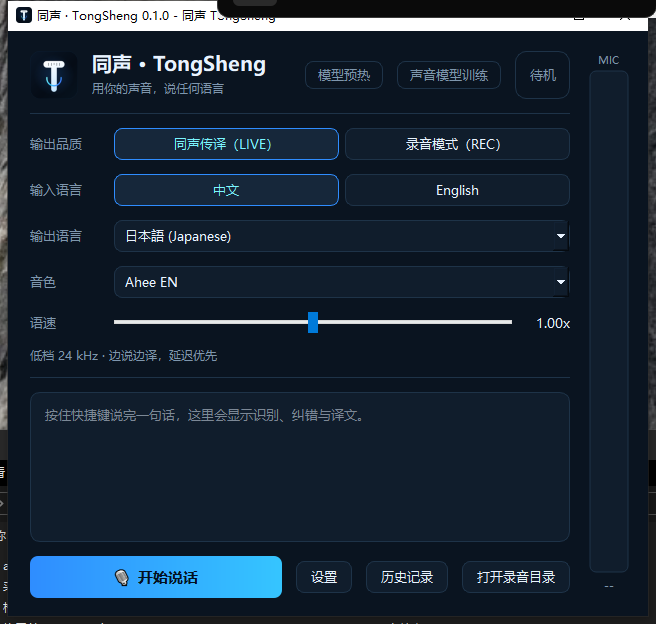 同声 · TongSheng 0.1.0 - 同声 TongSheng
同声 · TongSheng
用你的声音，说任何语言
模型预热
声音模型训练
待机
MIC
输出品质
同声传译（LIVE）
录音模式（REC）
输入语言
中文
English
输出语言
日本語 (Japanese)
音色
Ahee EN
语速
1.00x
低档 24 kHz · 边说边译，延迟优先
按住快捷键说完一句话，这里会显示识别、纠错与译文。
开始说话
设置
历史记录
打开录音目录
--